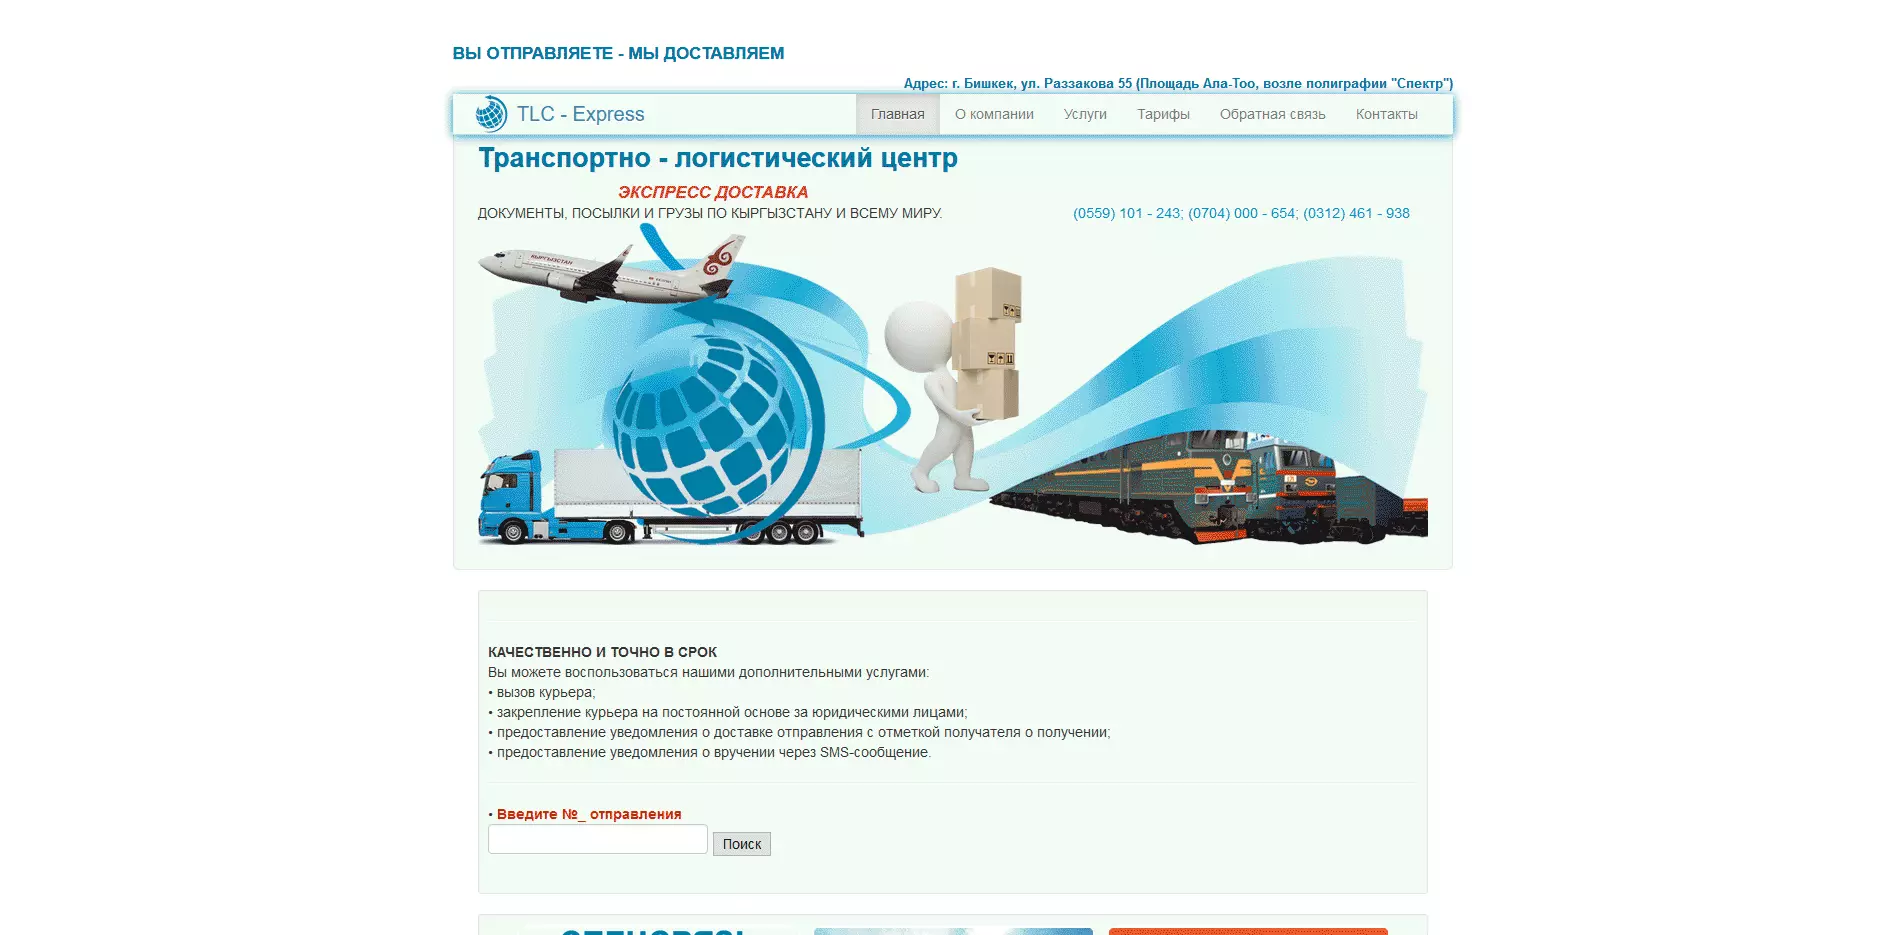 ВЫ ОТПРАВЛЯЕТЕ - МЫ ДОСТАВЛЯЕМ
Адрес: г. Бишкек, ул. Раззакова 55 (Площадь Ала-Тоо, возле полиграфии "Спектр")
TLC - Express
Главная
О компании
Услуги
Тарифы
Обратная связь
Контакты
Транспортно - логистический центр
ЭКСПРЕСС ДОСТАВКА
ДОКУМЕНТЫ, ПОСЫЛКИ И ГРУЗЫ ПО КЫРГЫЗСТАНУ И ВСЕМУ МИРУ.
(0559) 101 - 243; (0704) 000 - 654; (0312) 461 - 938
КЫРГЫЗСТАН
КАЧЕСТВЕННО И ТОЧНО В СРОК
Вы можете воспользоваться нашими дополнительными услугами:
• вызов курьера;
• закрепление курьера на постоянной основе за юридическими лицами;
• предоставление уведомления о доставке отправления с отметкой получателя о получении;
• предоставление уведомления о вручении через SMS-сообщение.
• Введите №_ отправления
Поиск